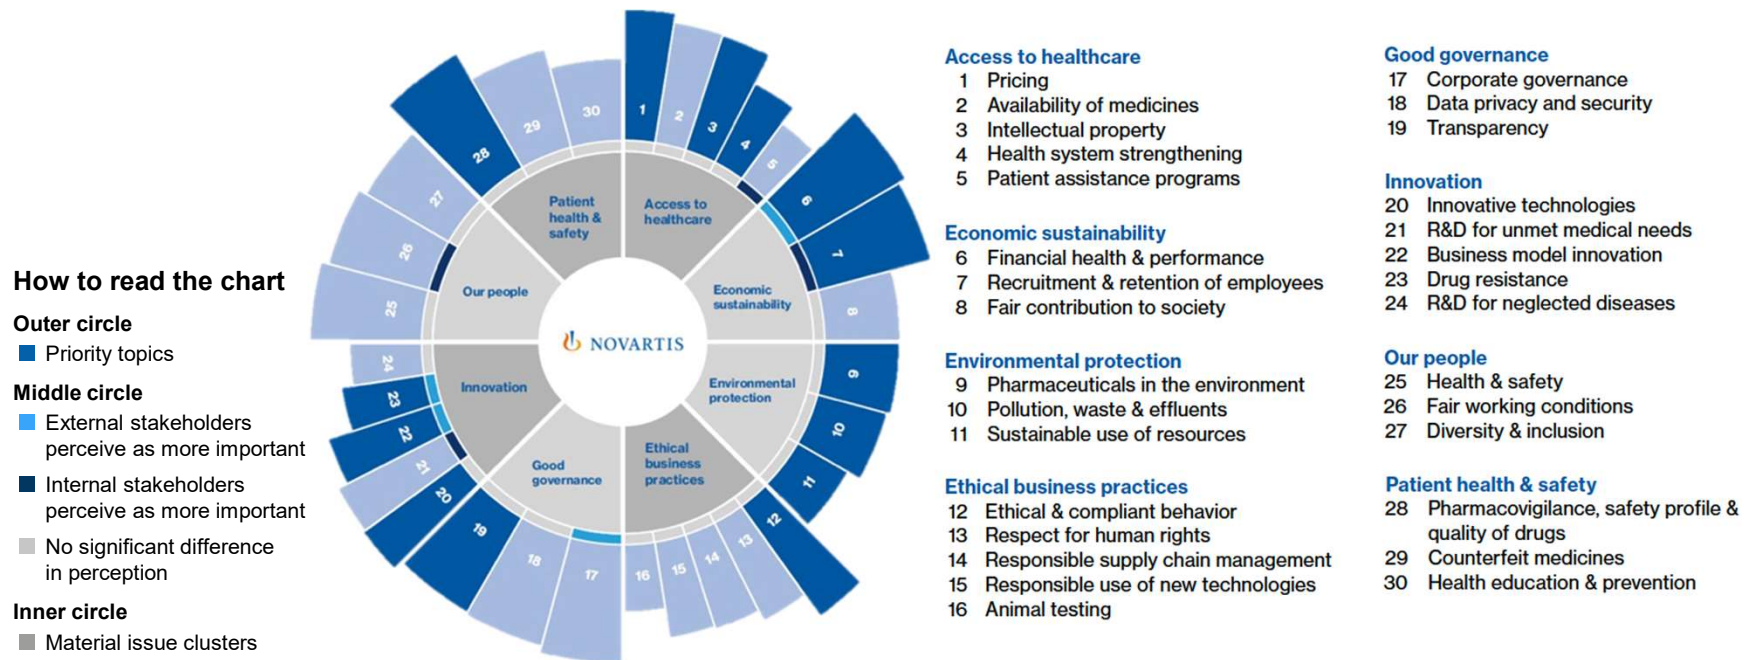 How to read the chart
Outer circle
Priority topics
Middle circle
External stakeholders
perceive as more important
Internal stakeholders
perceive as more important
No significant difference
in perception
Inner circle
Material issue clusters
1
2
3
4
5
6
7
8
9
10
11
12
13
14
15
16
17
18
19
20
21
22
23
24
25
26
27
28
29
30
Patient
health &
safety
Access to
healthcare
Our people
Economic
sustainability
NOVARTIS
Innovation
Environmental
protection
Good
governance
Ethical
business
practices
Access to healthcare
1 Pricing
2 Availability of medicines
3 Intellectual property
4 Health system strengthening
5 Patient assistance programs
Economic sustainability
6 Financial health & performance
7 Recruitment & retention of employees
8 Fair contribution to society
Environmental protection
9 Pharmaceuticals in the environment
10 Pollution, waste & effluents
11 Sustainable use of resources
Ethical business practices
12 Ethical & compliant behavior
13 Respect for human rights
14 Responsible supply chain management
15 Responsible use of new technologies
16 Animal testing
Good governance
17 Corporate governance
18 Data privacy and security
19 Transparency
Innovation
20 Innovative technologies
21 R&D for unmet medical needs
22 Business model innovation
23 Drug resistance
24 R&D for neglected diseases
Our people
25 Health & safety
26 Fair working conditions
27 Diversity & inclusion
Patient health & safety
28 Pharmacovigilance, safety profile &
quality of drugs
29 Counterfeit medicines
30 Health education & prevention